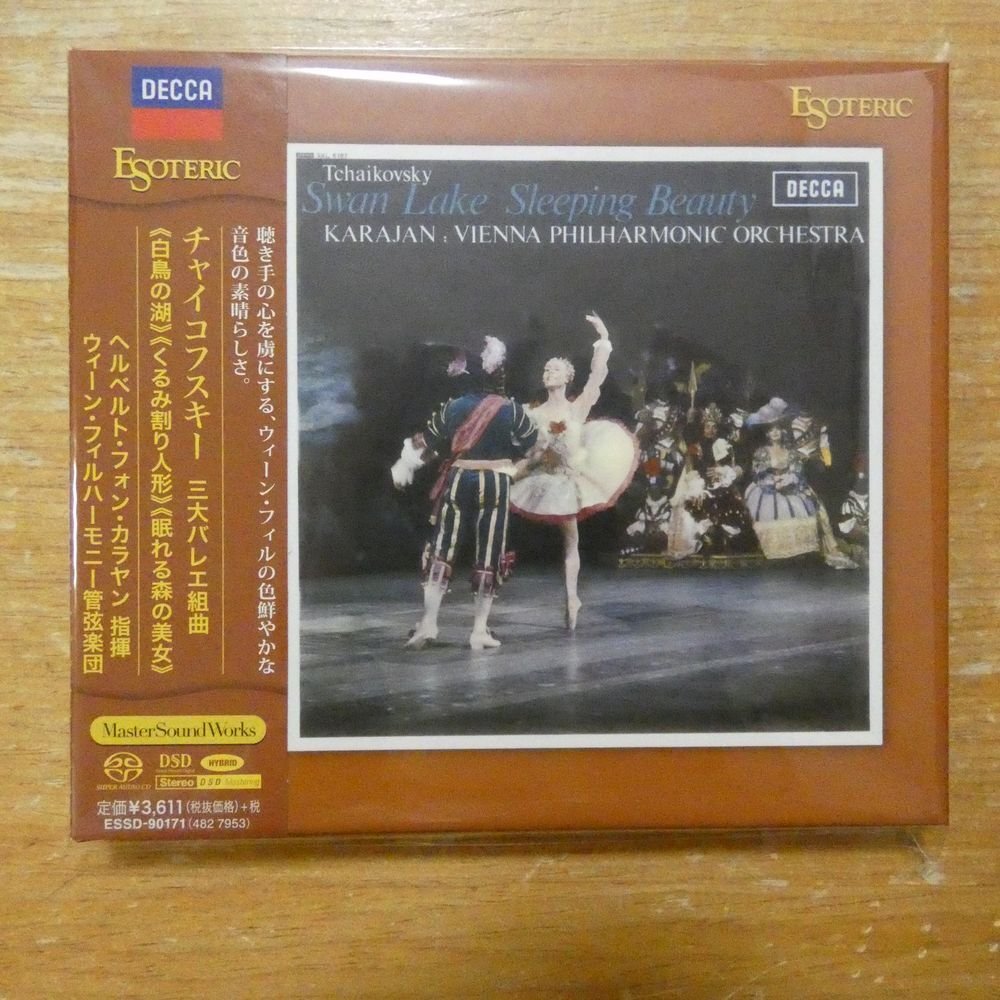 DECCA
ESOTERIC
聴き手の心を虜にする、ウィーン・フィルの色鮮やかな
音色の素晴らしさ。
チャイコフスキー 三大バレエ組曲
《白鳥の湖》《くるみ割り人形》《眠れる森の美女》
ヘルベルト・フォン・カラヤン 指揮
ウィーン・フィルハーモニー管弦楽団
MasterSoundWorks
SUPER AUDIO CD
DSD
HYBRID
Stereo DSD Mastering
定価¥3,611(税抜価格)+税
ESSD-90171(482 7953)
ESOTERIC
Tchaikovsky
Swan Lake Sleeping Beauty
DECCA
KARAJAN : VIENNA PHILHARMONIC ORCHESTRA